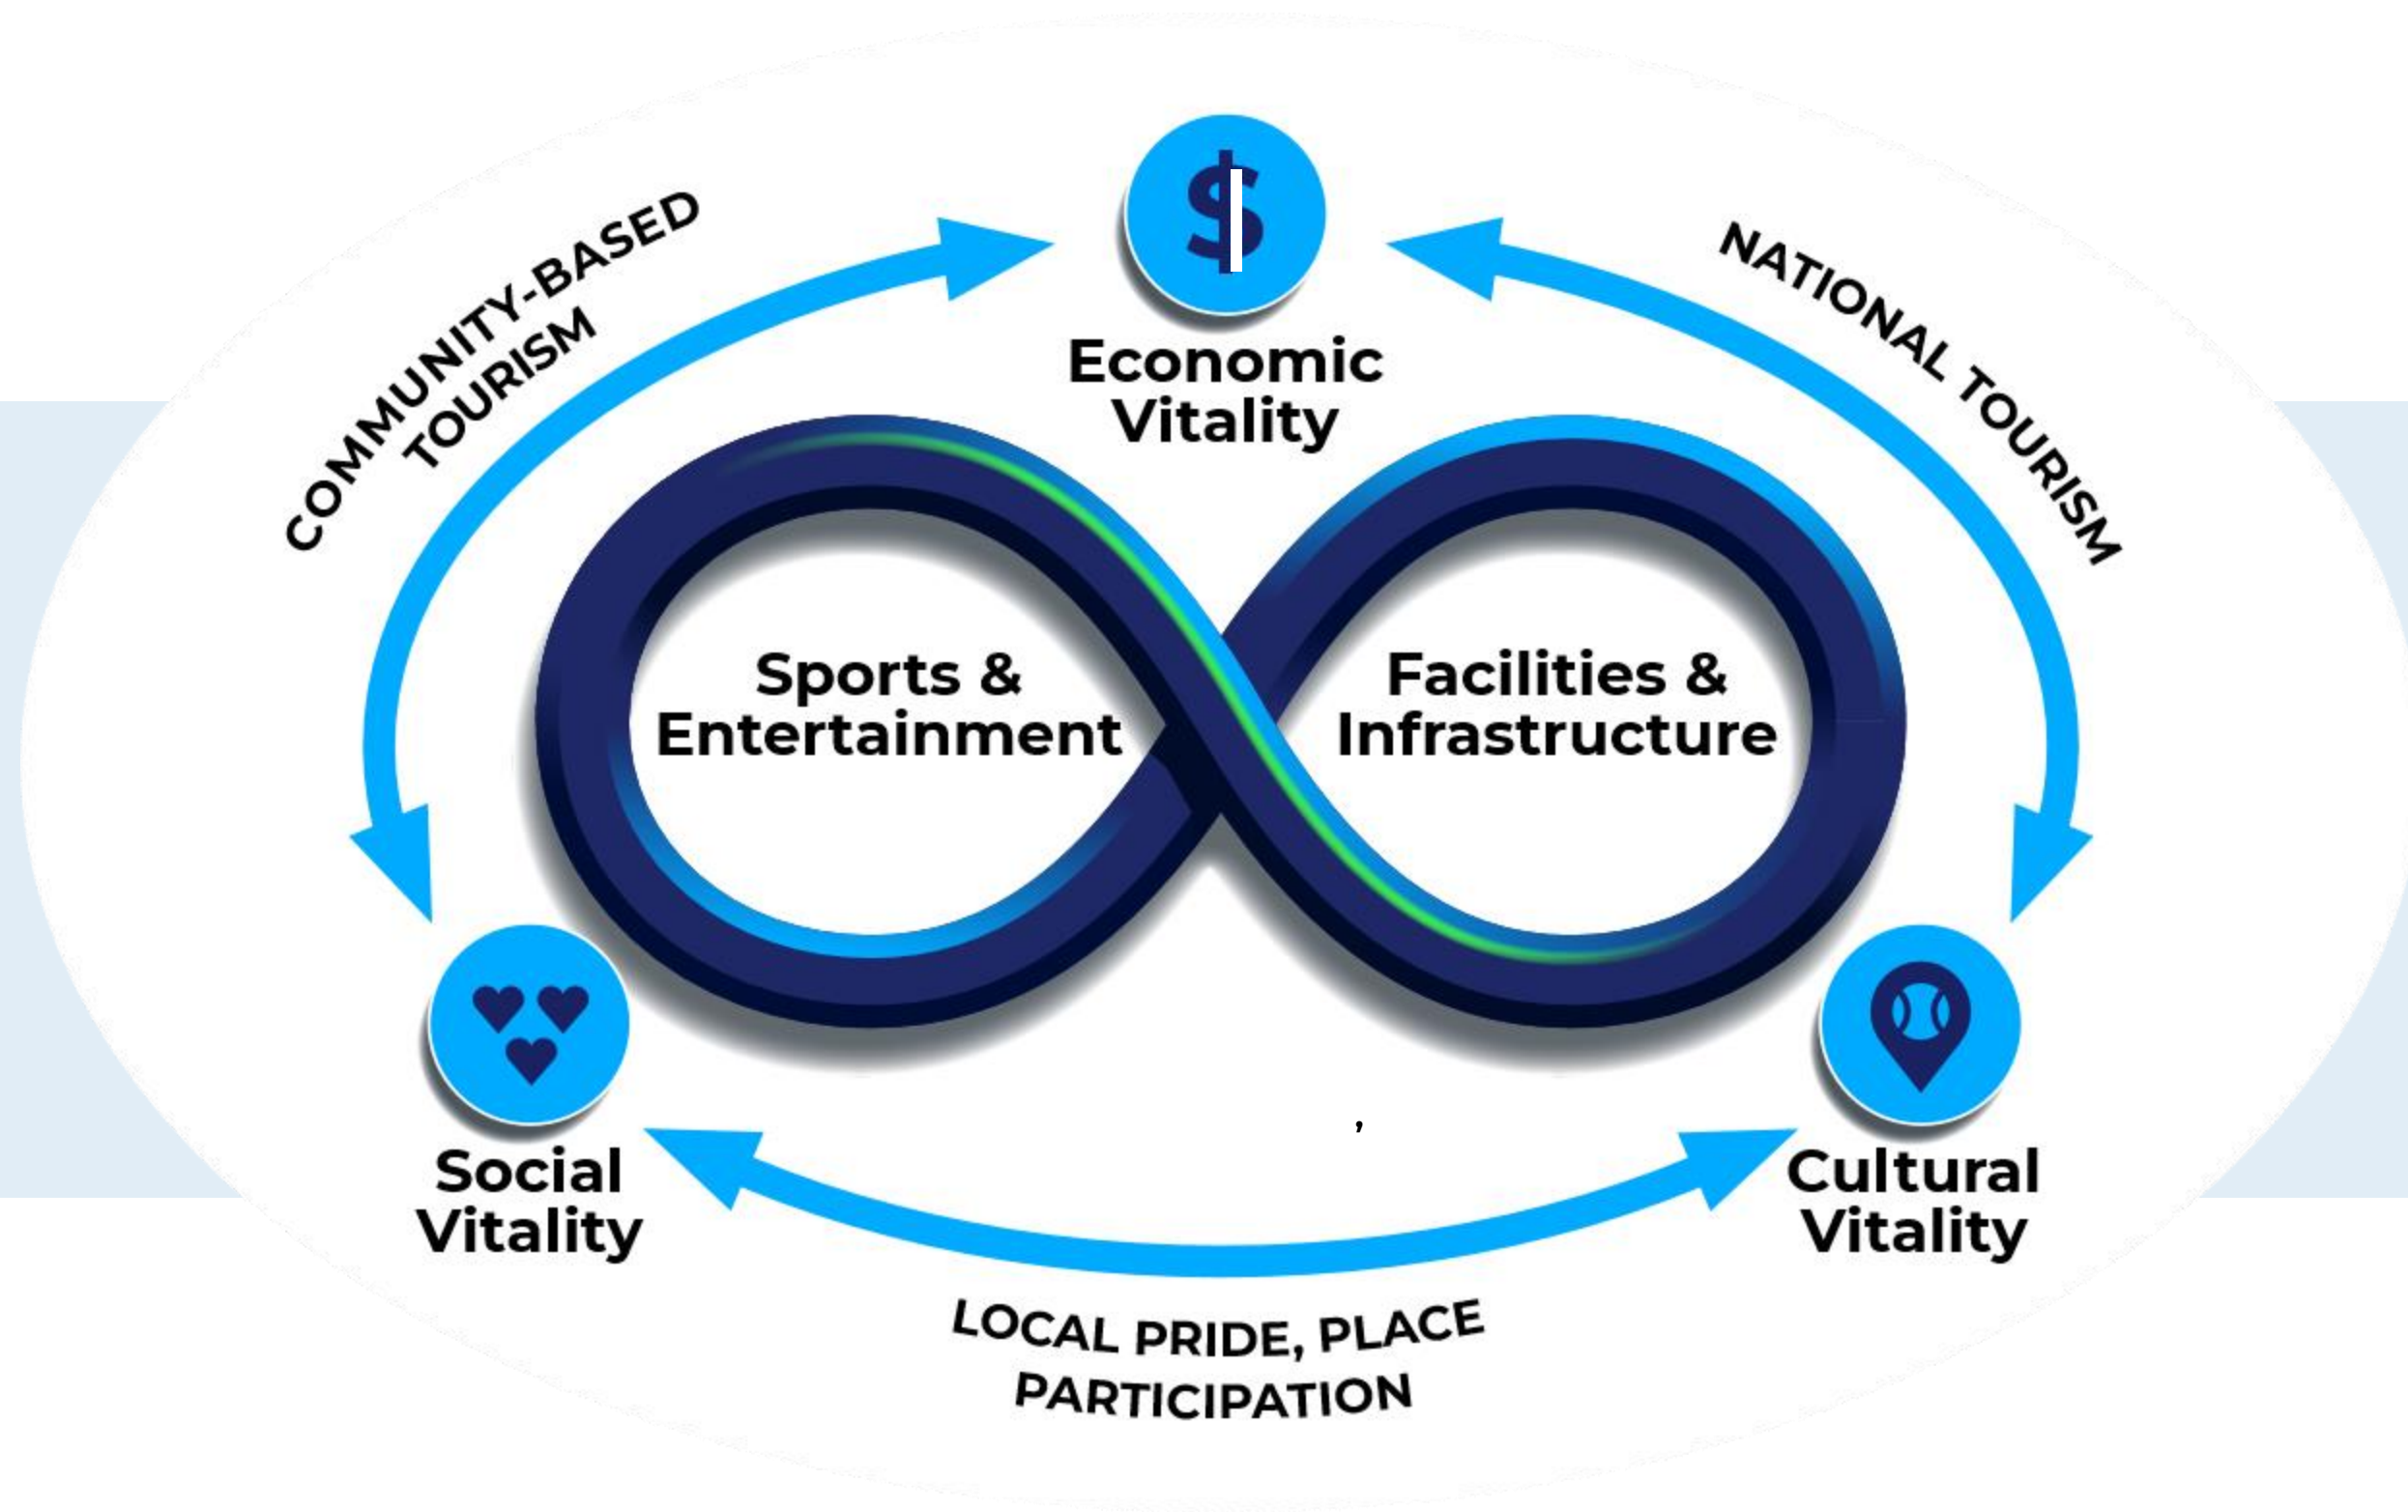 COMMUNITY-BASED
TOURISM
$
Economic
Vitality
NATIONAL TOURISM
Sports &
Entertainment
Facilities &
Infrastructure
,
Social
Vitality
Cultural
Vitality
LOCAL PRIDE, PLACE
PARTICIPATION